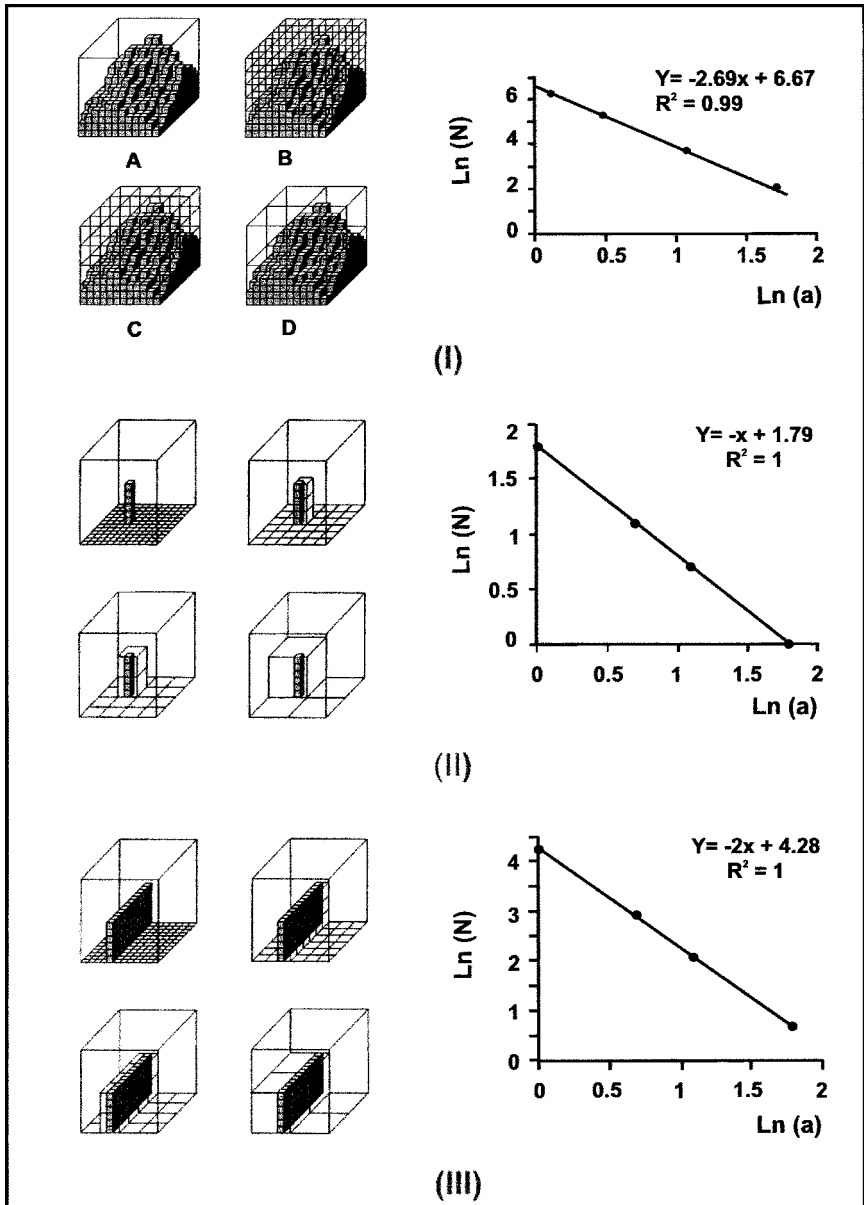 A
B
C
D
Y= -2.69x + 6.67
R² = 0.99
Ln (N)
6
4
2
0
0
0.5
1
1.5
2
Ln (a)
(I)
Y= -x + 1.79
R² = 1
Ln (N)
2
1.5
1
0.5
0
0
0.5
1
1.5
2
Ln (a)
(II)
Y= -2x + 4.28
R² = 1
Ln (N)
4
3
2
1
0
0
0.5
1
1.5
2
Ln (a)
(III)